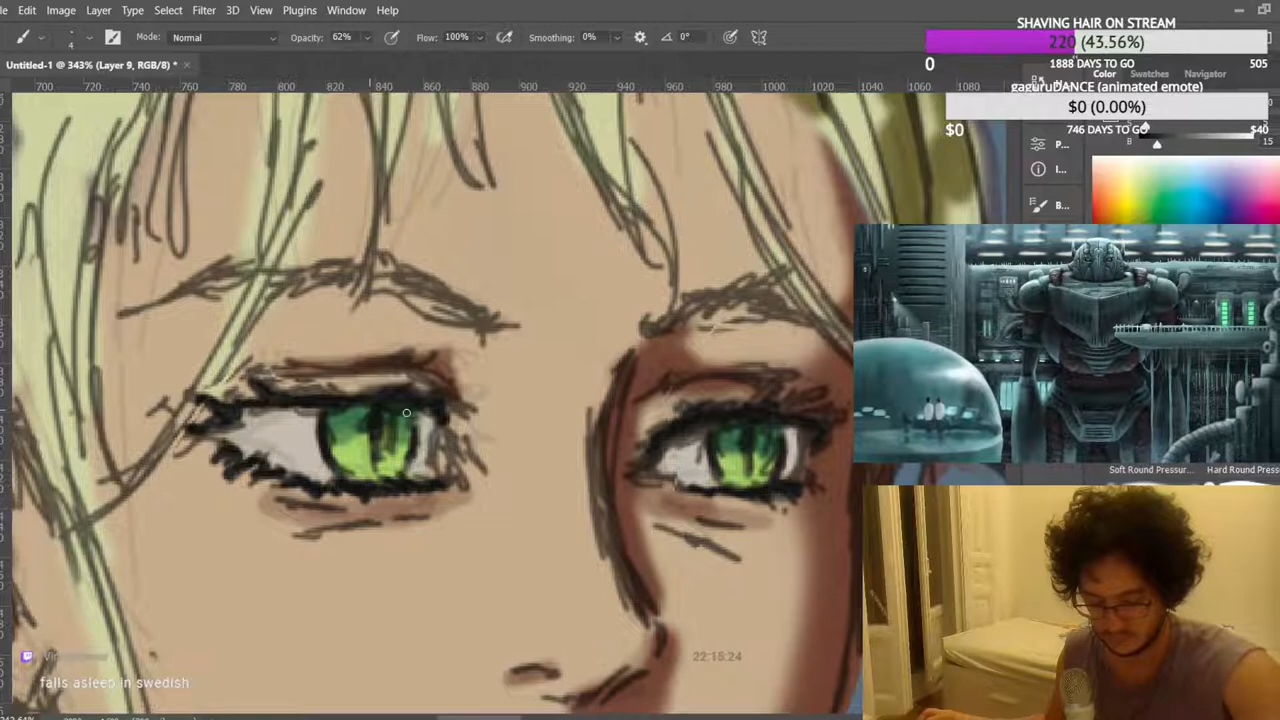 Edit Image Layer Type Select Filter 3D View Plugins Window Help
SHAVING HAIR ON STREAM
4 Mode: Normal Opacity: 62% Flow: 100% Smoothing: 0% 0°
220 (43.56%)
0 1888 DAYS TO GO 505
Untitled-1 @ 343% (Layer 9, RGB/8) *
Color Swatches Navigator
gaguruDANCE (animated emote)
700 720 740 760 780 800 820 840 860 880 900 920 940 960 980 1000 1020 1040 1060 1080
$0 (0.00%)
$0 746 DAYS TO GO $40
S
B 15
P...
I...
B...
Soft Round Pressur... Hard Round Pressure...
22:15:24
falls asleep in swedish